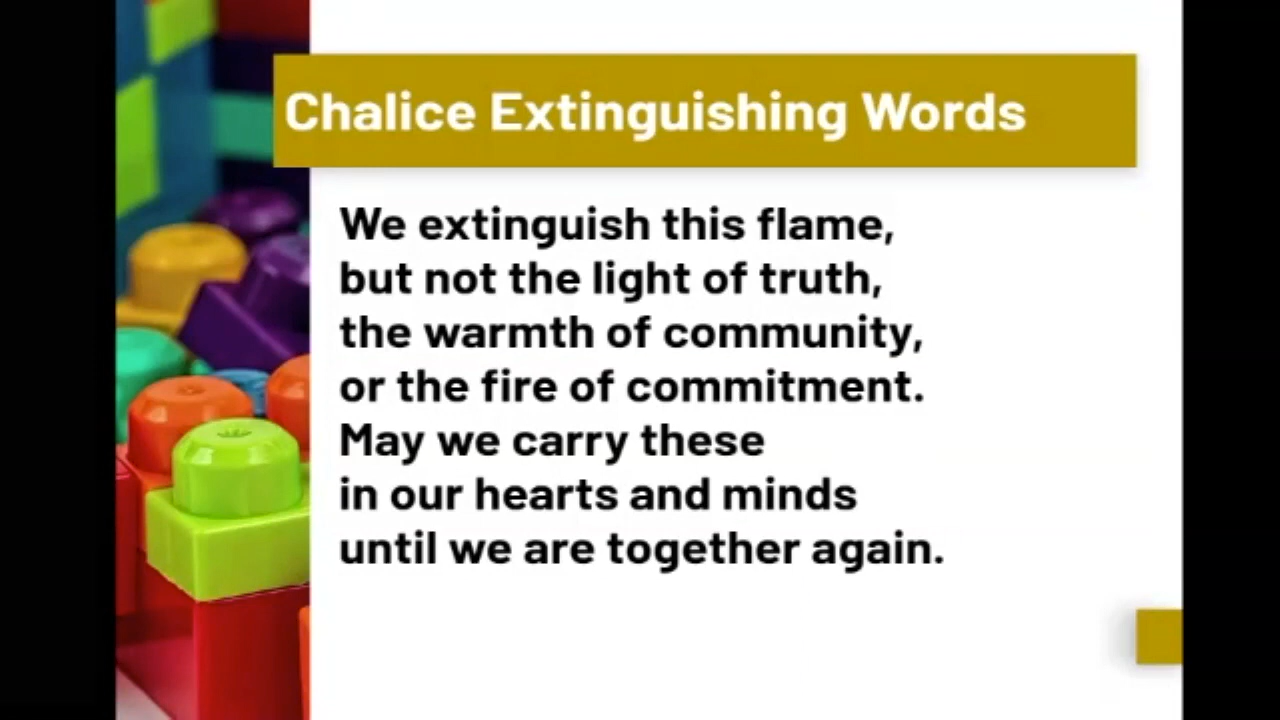 Chalice Extinguishing Words
We extinguish this flame,
but not the light of truth,
the warmth of community,
or the fire of commitment.
May we carry these
in our hearts and minds
until we are together again.